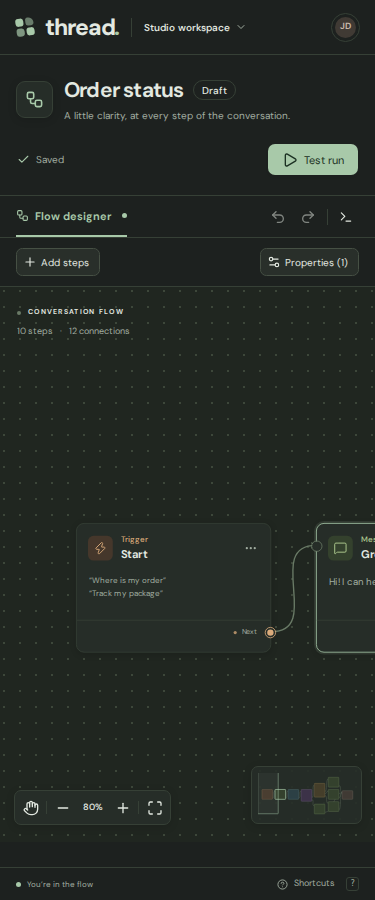 thread.
Studio workspace
JD
Order status
Draft
A little clarity, at every step of the conversation.
Saved
Test run
Flow designer
Add steps
Properties (1)
CONVERSATION FLOW
10 steps · 12 connections
Trigger
Start
"Where is my order"
"Track my package"
Next
Hi! I can he
80%
You're in the flow
Shortcuts
?